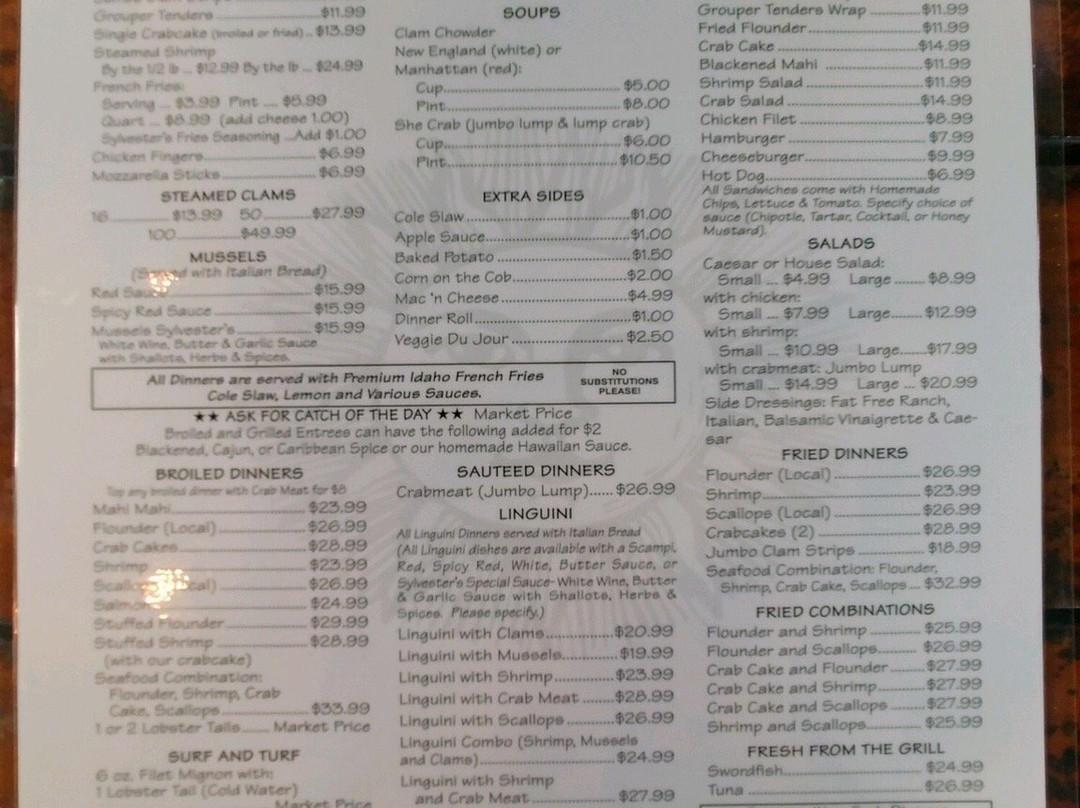 Grouper Tenders $11.99
Single Crabcake (broiled or fried) .. $13.99
Steamed Shrimp
By the 1/2 lb ... $12.99 By the lb ... $24.99
French Fries:
Serving ... $3.99 Pint .... $5.99
Quart ... $8.99 (add cheese 1.00)
Sylvester's Fries Seasoning ...Add $1.00
Chicken Fingers $6.99
Mozzarella Sticks $6.99
STEAMED CLAMS
16 $13.99 50 $27.99
100 $49.99
MUSSELS
with Italian Bread)
Red $15.99
Spicy Red Sauce $15.99
Mussels Sylvester's $15.99
White Wine, Butter & Garlic Sauce
with Shallots, Herbs & Spices.
SOUPS
Clam Chowder
New England (white) or
Manhattan (red):
Cup $5.00
Pint $8.00
She Crab (jumbo lump & lump crab)
Cup $6.00
Pint $10.50
EXTRA SIDES
Cole Slaw $1.00
Apple Sauce $1.00
Baked Potato $1.50
Corn on the Cob $2.00
Mac 'n Cheese $4.99
Dinner Roll $1.00
Veggie Du Jour $2.50
All Dinners are served with Premium Idaho French Fries
Cole Slaw, Lemon and Various Sauces.
NO
SUBSTITUTIONS
PLEASE!
★★ ASK FOR CATCH OF THE DAY ★★ Market Price
Broiled and Grilled Entrees can have the following added for $2
Blackened, Cajun, or Caribbean Spice or our homemade Hawaiian Sauce.
BROILED DINNERS
Top any broiled dinner with Crab Meat for $8
Mahi Mahi $23.99
Flounder (Local) $26.99
Crab Cakes $28.99
Shrimp $23.99
$26.99
Salmon $24.99
Stuffed Flounder $29.99
Stuffed Shrimp $28.99
(with our crabcake)
Seafood Combination:
Flounder, Shrimp, Crab
Cake, Scallops $33.99
1 or 2 Lobster Tails Market Price
SURF AND TURF
6 oz. Filet Mignon with:
1 Lobster Tail (Cold Water)
Market Price
SAUTEED DINNERS
Crabmeat (Jumbo Lump) $26.99
LINGUINI
All Linguini Dinners served with Italian Bread
(All Linguini dishes are available with a Scampi,
Red, Spicy Red, White, Butter Sauce, or
Sylvester's Special Sauce-White Wine, Butter
& Garlic Sauce with Shallots, Herbs &
Spices. Please specify.)
Linguini with Clams $20.99
Linguini with Mussels $19.99
Linguini with Shrimp $23.99
Linguini with Crab Meat $28.99
Linguini with Scallops $26.99
Linguini Combo (Shrimp, Mussels
and Clams) $24.99
Linguini with Shrimp
and Crab Meat $27.99
Grouper Tenders Wrap $11.99
Fried Flounder $11.99
Crab Cake $14.99
Blackened Mahi $11.99
Shrimp Salad $11.99
Crab Salad $14.99
Chicken Filet $8.99
Hamburger $7.99
Cheeseburger $9.99
Hot Dog $6.99
All Sandwiches come with Homemade
Chips, Lettuce & Tomato. Specify choice of
sauce (Chipotle, Tartar, Cocktail, or Honey
Mustard).
SALADS
Caesar or House Salad:
Small ... $4.99 Large ........ $8.99
with chicken:
Small ... $7.99 Large........ $12.99
with shrimp:
Small ... $10.99 Large.......$17.99
with crabmeat: Jumbo Lump
Small ... $14.99 Large ... $20.99
Side Dressings: Fat Free Ranch,
Italian, Balsamic Vinaigrette & Cae-
sar
FRIED DINNERS
Flounder (Local) $26.99
Shrimp $23.99
Scallops (Local) $26.99
Crabcakes (2) $28.99
Jumbo Clam Strips $18.99
Seafood Combination: Flounder,
Shrimp, Crab Cake, Scallops ... $32.99
FRIED COMBINATIONS
Flounder and Shrimp $25.99
Flounder and Scallops $26.99
Crab Cake and Flounder $27.99
Crab Cake and Shrimp $27.99
Crab Cake and Scallops $27.99
Shrimp and Scallops $25.99
FRESH FROM THE GRILL
Swordfish $24.99
Tuna $26.99